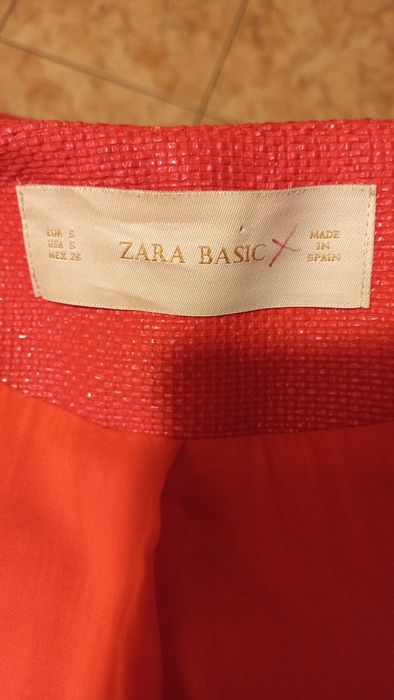 EUR S
USA S
MEX 26
ZARA BASIC X
MADE
IN
SPAIN